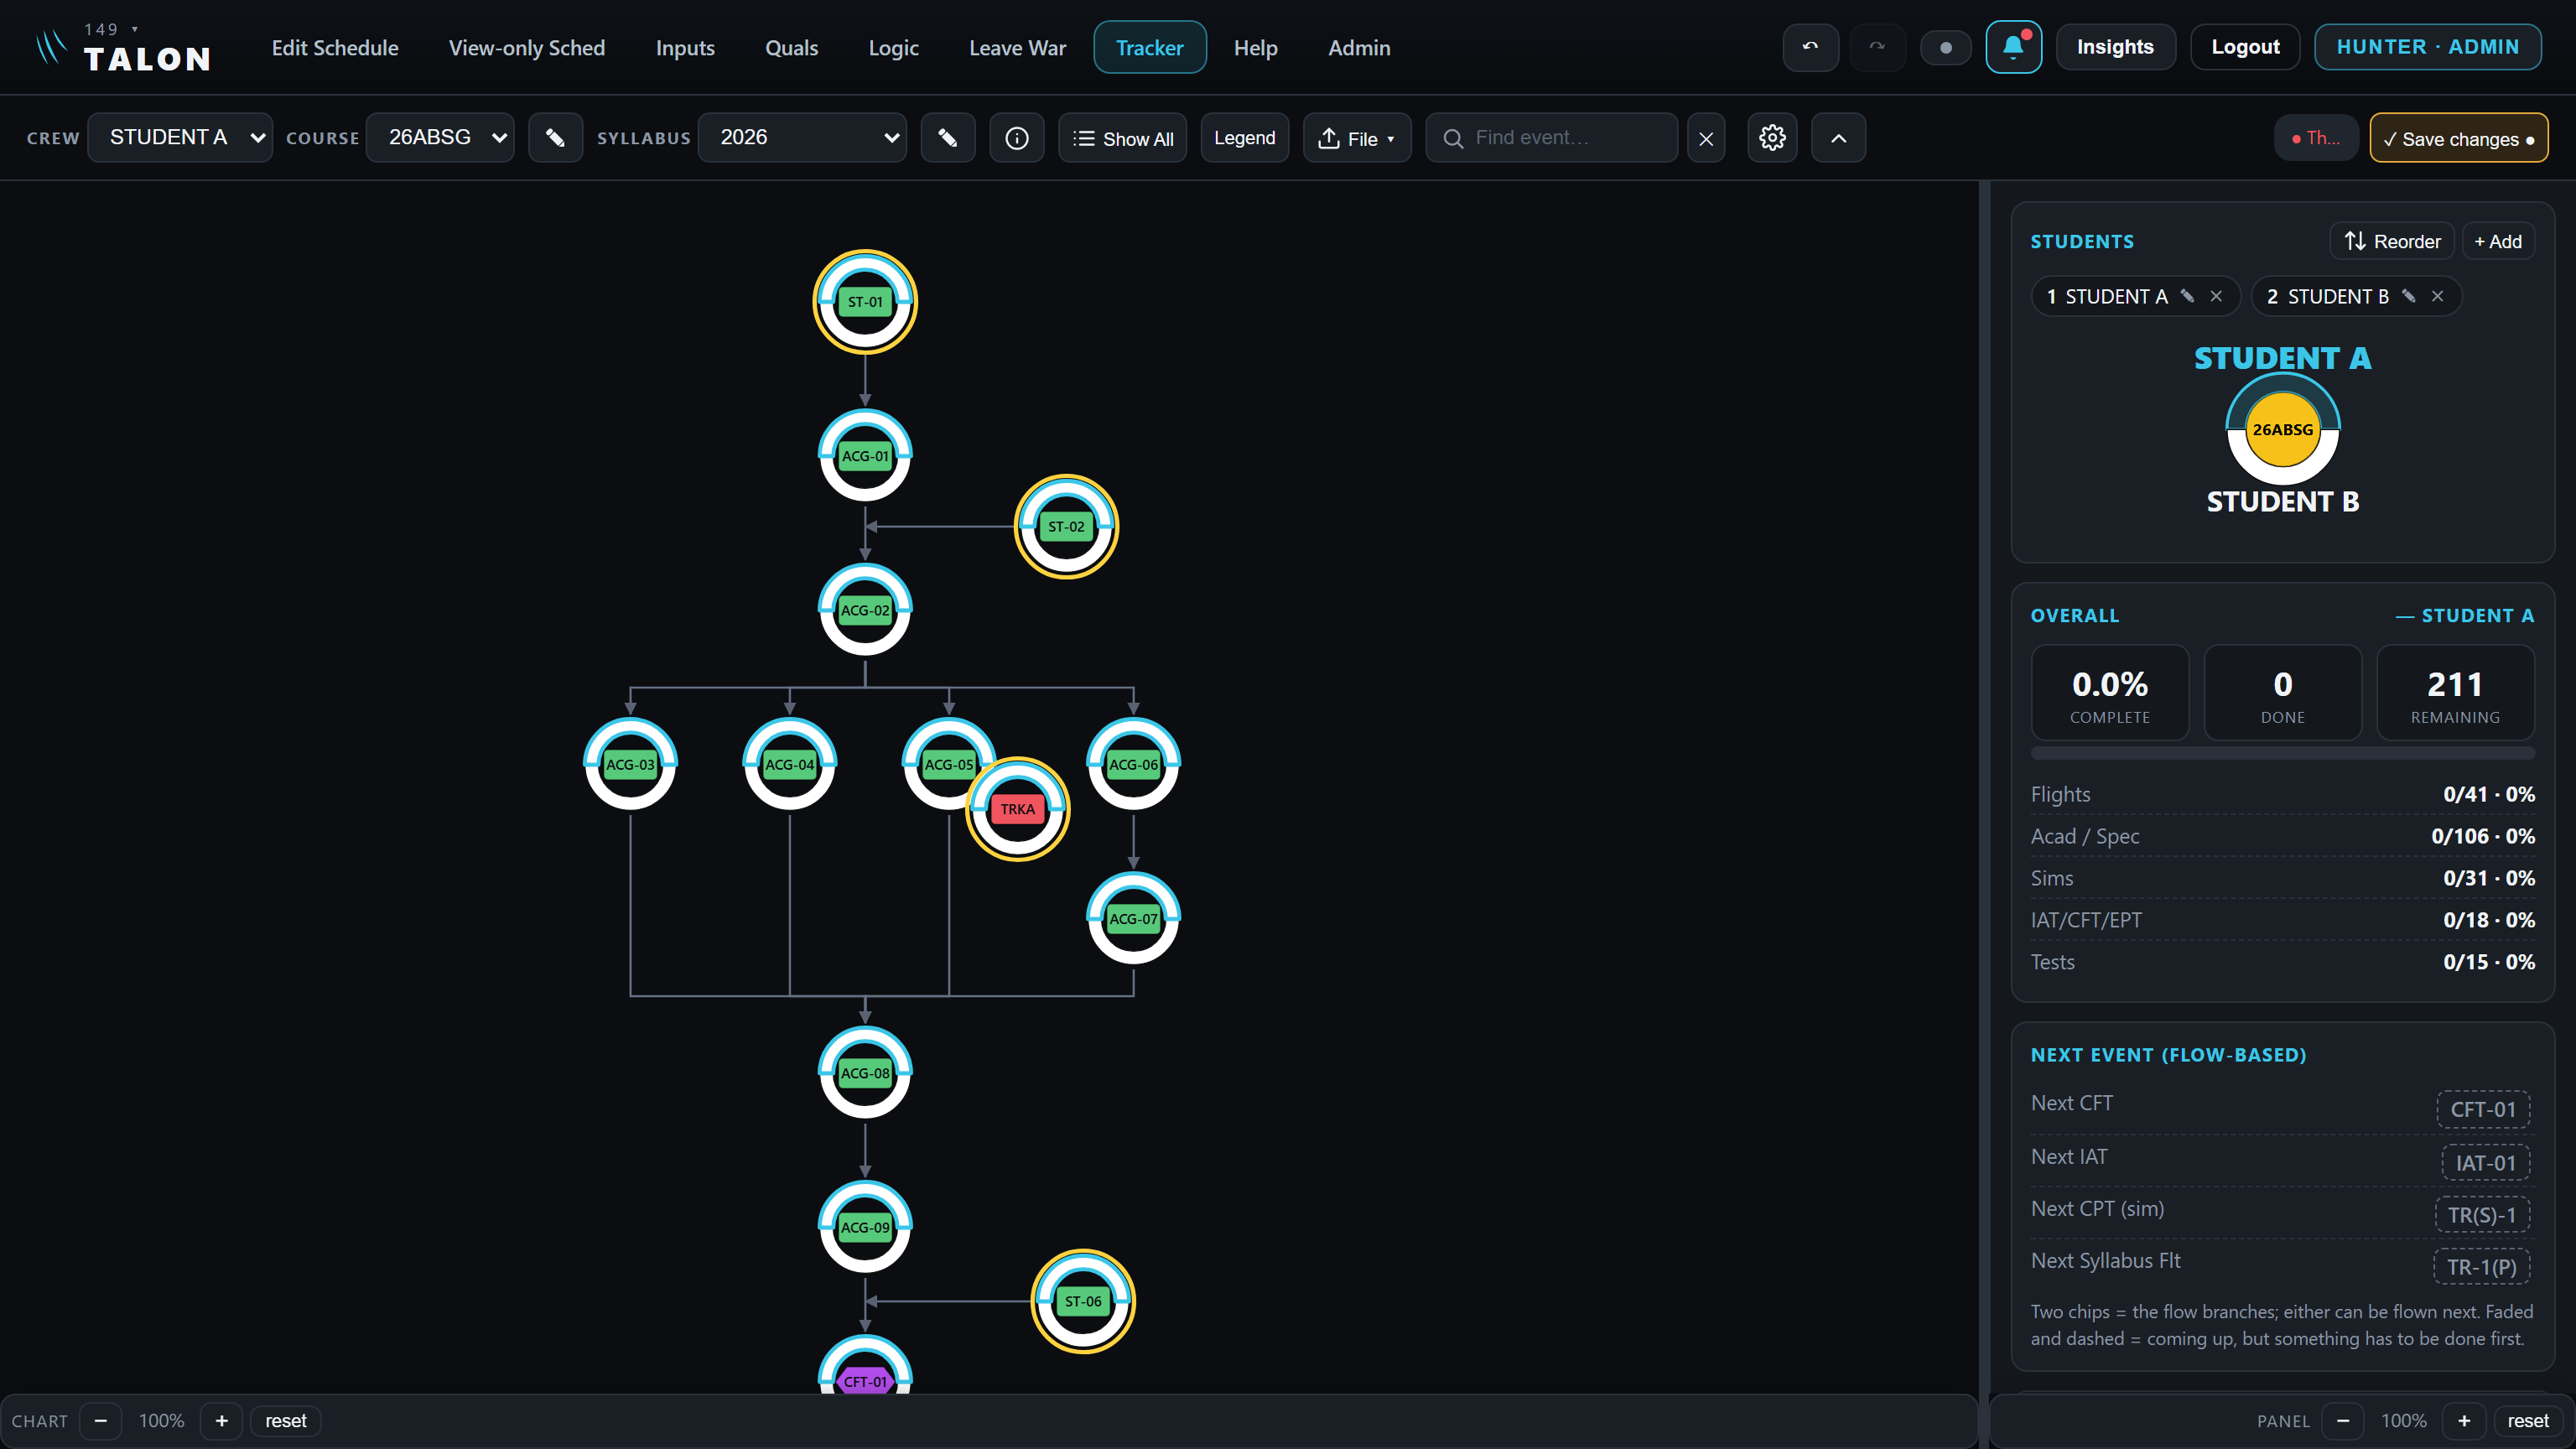 149 ▾
TALON
Edit Schedule
View-only Sched
Inputs
Quals
Logic
Leave War
Tracker
Help
Admin
Insights
Logout
HUNTER · ADMIN
CREW
STUDENT A
COURSE
26ABSG
SYLLABUS
2026
Show All
Legend
File ▾
Find event…
● Th...
✓ Save changes ●
ST-01
ACG-01
ST-02
ACG-02
ACG-03
ACG-04
ACG-05
ACG-06
TRKA
ACG-07
ACG-08
ACG-09
ST-06
CFT-01
STUDENTS
Reorder
+ Add
1 STUDENT A
2 STUDENT B
STUDENT A
26ABSG
STUDENT B
OVERALL
— STUDENT A
0.0%
COMPLETE
0
DONE
211
REMAINING
Flights 0/41 · 0%
Acad / Spec 0/106 · 0%
Sims 0/31 · 0%
IAT/CFT/EPT 0/18 · 0%
Tests 0/15 · 0%
NEXT EVENT (FLOW-BASED)
Next CFT CFT-01
Next IAT IAT-01
Next CPT (sim) TR(S)-1
Next Syllabus Flt TR-1(P)
Two chips = the flow branches; either can be flown next. Faded
and dashed = coming up, but something has to be done first.
CHART − 100% + reset
PANEL − 100% + reset